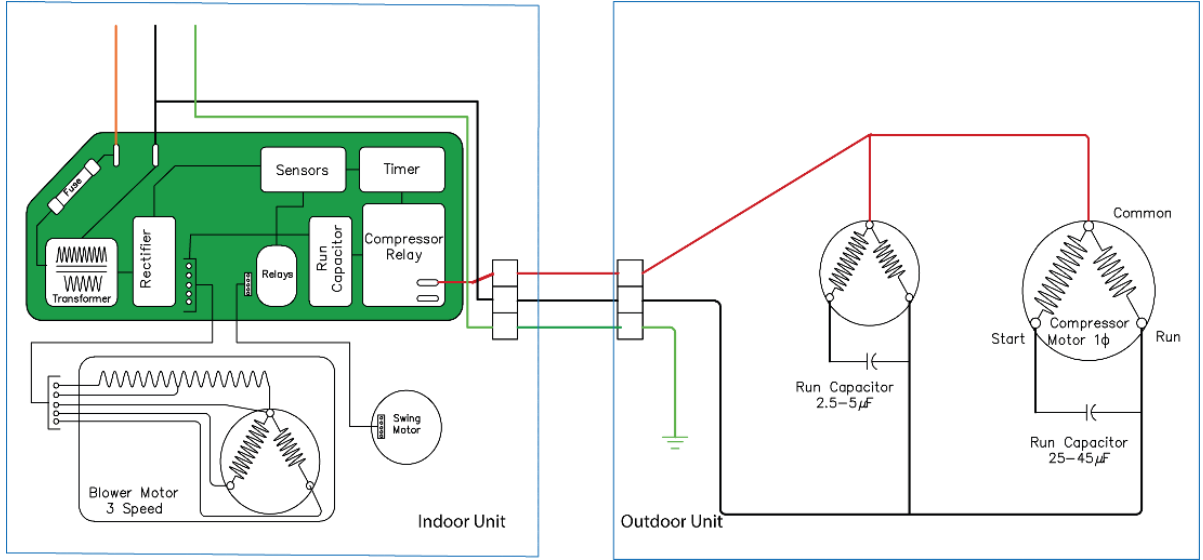 Fuse
Sensors
Timer
Rectifier
Run
Capacitor
Compressor
Relay
Relays
Transformer
Swing
Motor
Blower Motor
3 Speed
Indoor Unit
Outdoor Unit
Common
Start
Compressor
Motor 1ϕ
Run
Run Capacitor
2.5–5µF
Run Capacitor
25–45µF